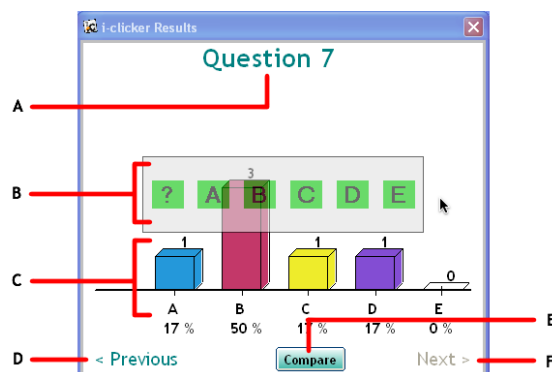 i-clicker Results
Question 7
A
B
3
? A B C D E
C
1 1 1 0
A B C D E
17 % 50 % 17 % 17 % 0 %
E
D
< Previous Compare Next >
F